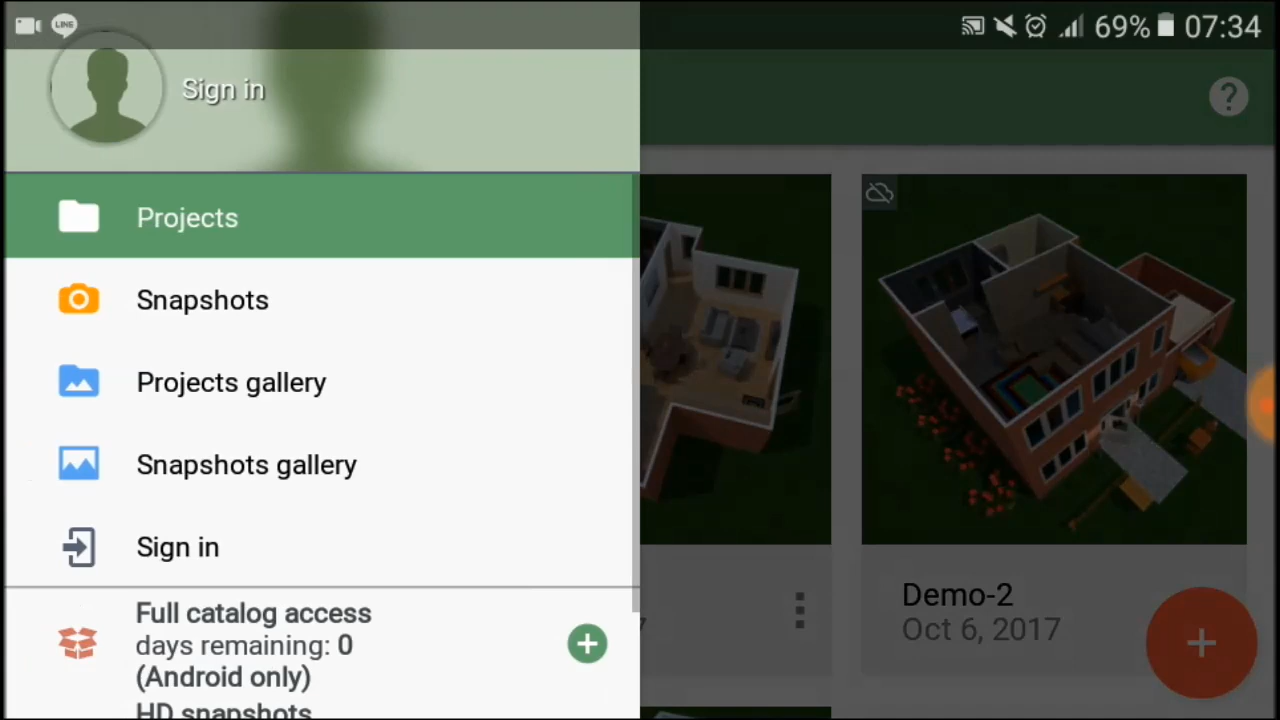 LINE
69% 07:34
Sign in
?
Projects
Snapshots
Projects gallery
Snapshots gallery
Sign in
Full catalog access
days remaining: 0
(Android only)
HD snapshots
Demo-2
Oct 6, 2017